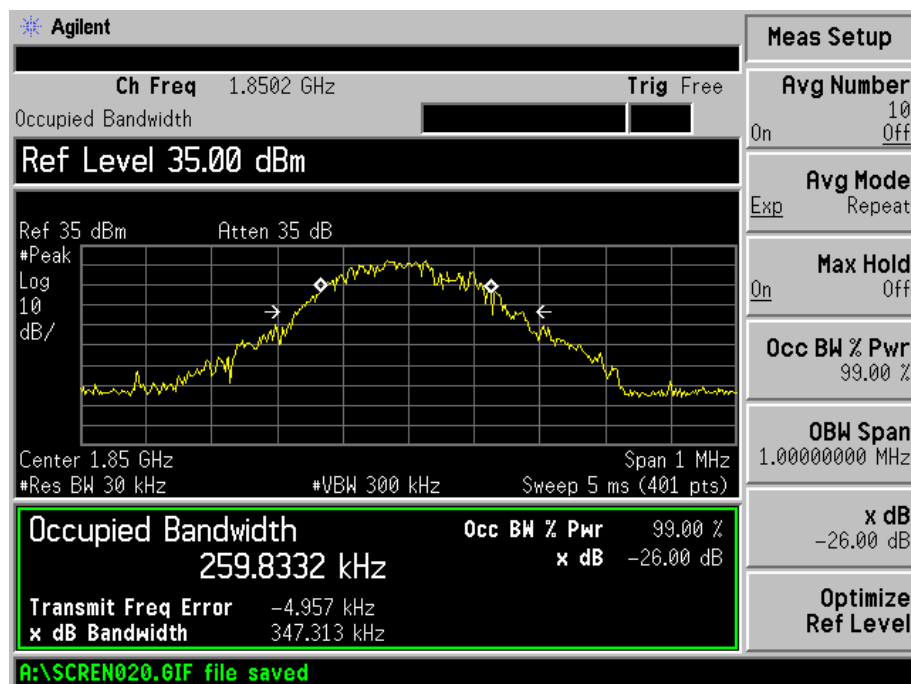 Agilent
Ch Freq 1.8502 GHz Trig Free
Occupied Bandwidth
Ref Level 35.00 dBm
Ref 35 dBm Atten 35 dB
#Peak
Log
10
dB/
Center 1.85 GHz Span 1 MHz
#Res BW 30 kHz #VBW 300 kHz Sweep 5 ms (401 pts)
Occupied Bandwidth
259.8332 kHz
Occ BW % Pwr 99.00 %
x dB -26.00 dB
Transmit Freq Error -4.957 kHz
x dB Bandwidth 347.313 kHz
A:\SCREN020.GIF file saved
Meas Setup
Avg Number
10
On Off
Avg Mode
Exp Repeat
Max Hold
On Off
Occ BW % Pwr
99.00 %
OBW Span
1.00000000 MHz
x dB
-26.00 dB
Optimize
Ref Level